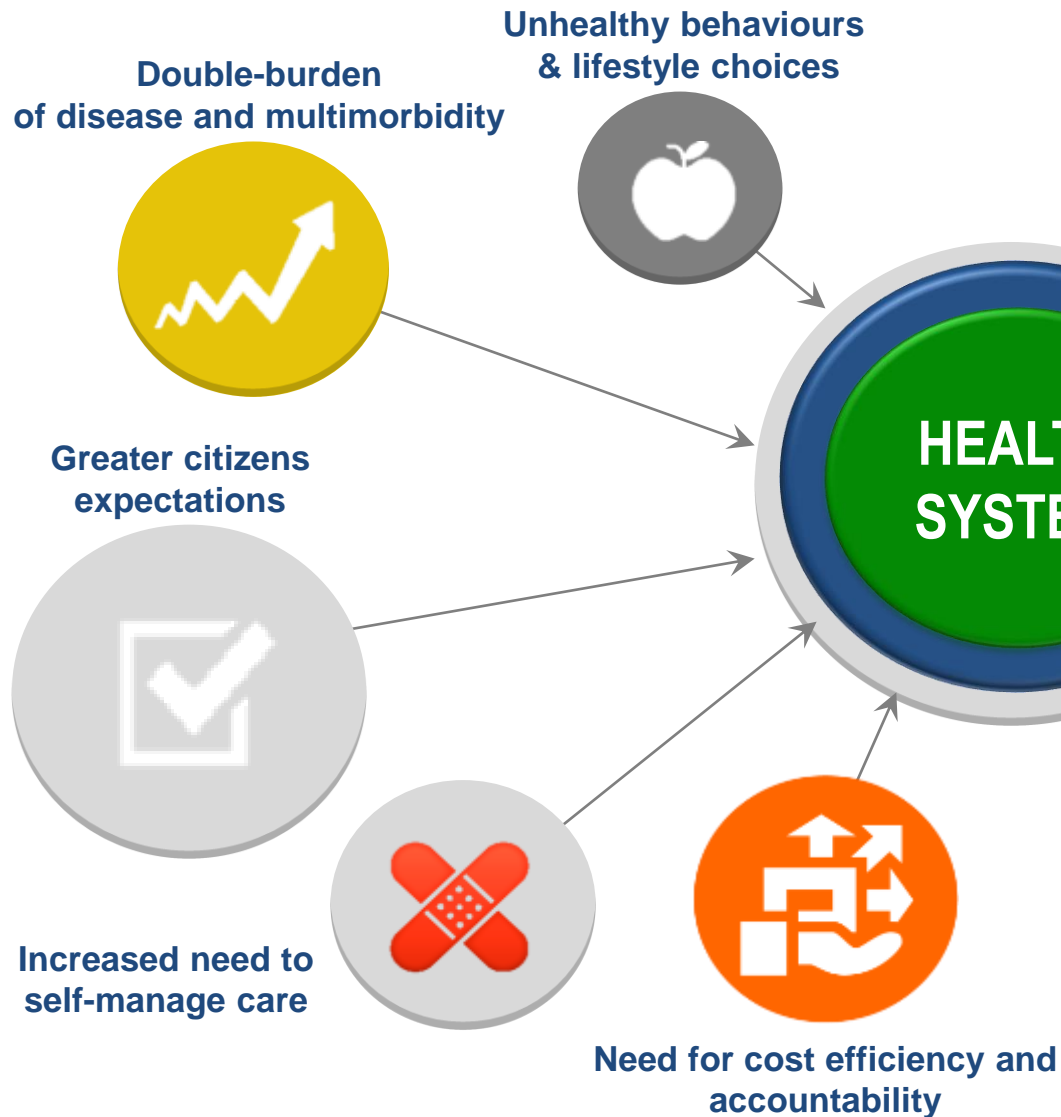 Unhealthy behaviours
& lifestyle choices
Double-burden
of disease and multimorbidity
Greater citizens
expectations
Increased need to
self-manage care
Need for cost efficiency and
accountability